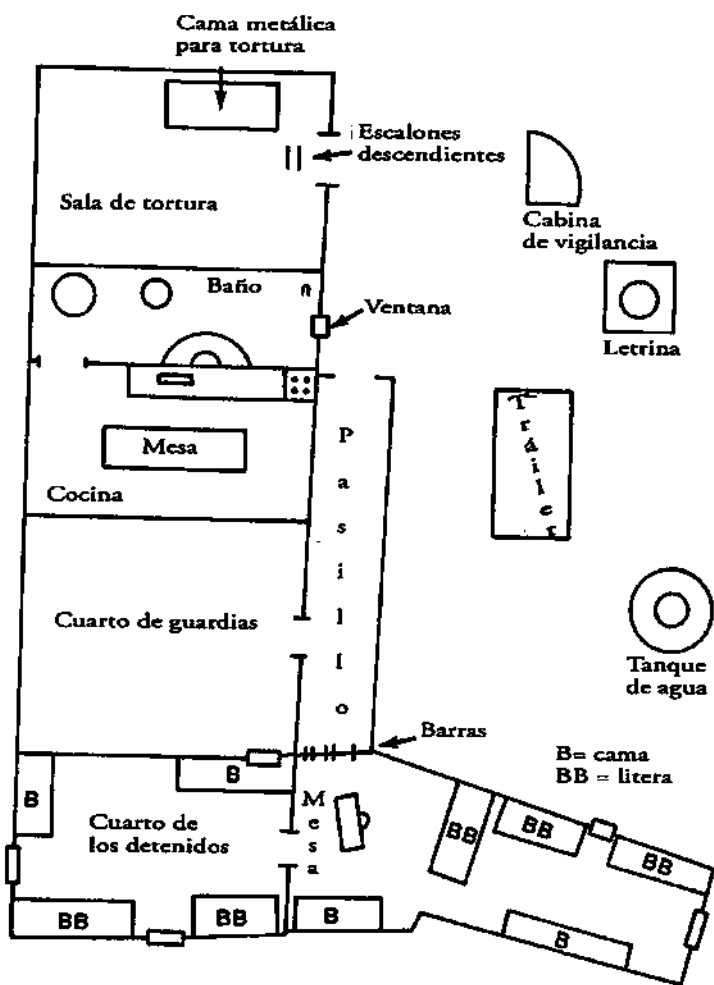 Cama metálica
para tortura
Escalones
descendientes
Sala de tortura
Cabina
de vigilancia
Baño
Ventana
Letrina
Tráiler
Mesa
Pasillo
Cocina
Cuarto de guardias
Tanque
de agua
Barras
B= cama
BB = litera
B
B
Mesa
Cuarto de
los detenidos
BB
BB
BB
BB
BB
B
B